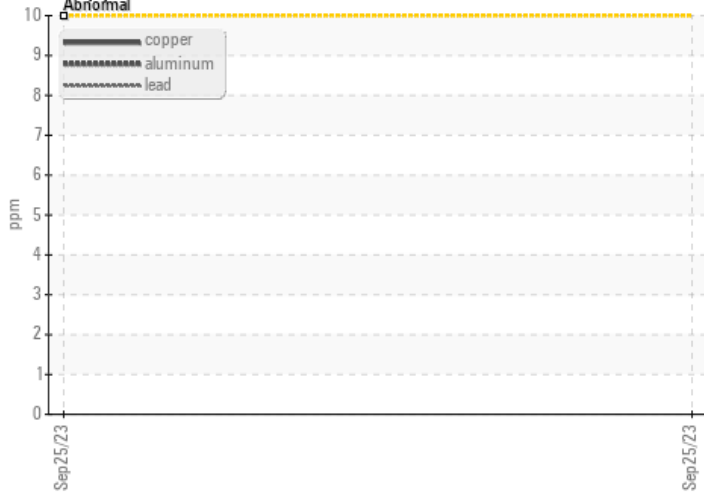 Abnormal
10
copper
9
aluminum
lead
8
7
6
ppm
5
4
3
2
1
0
Sep25/23
Sep25/23